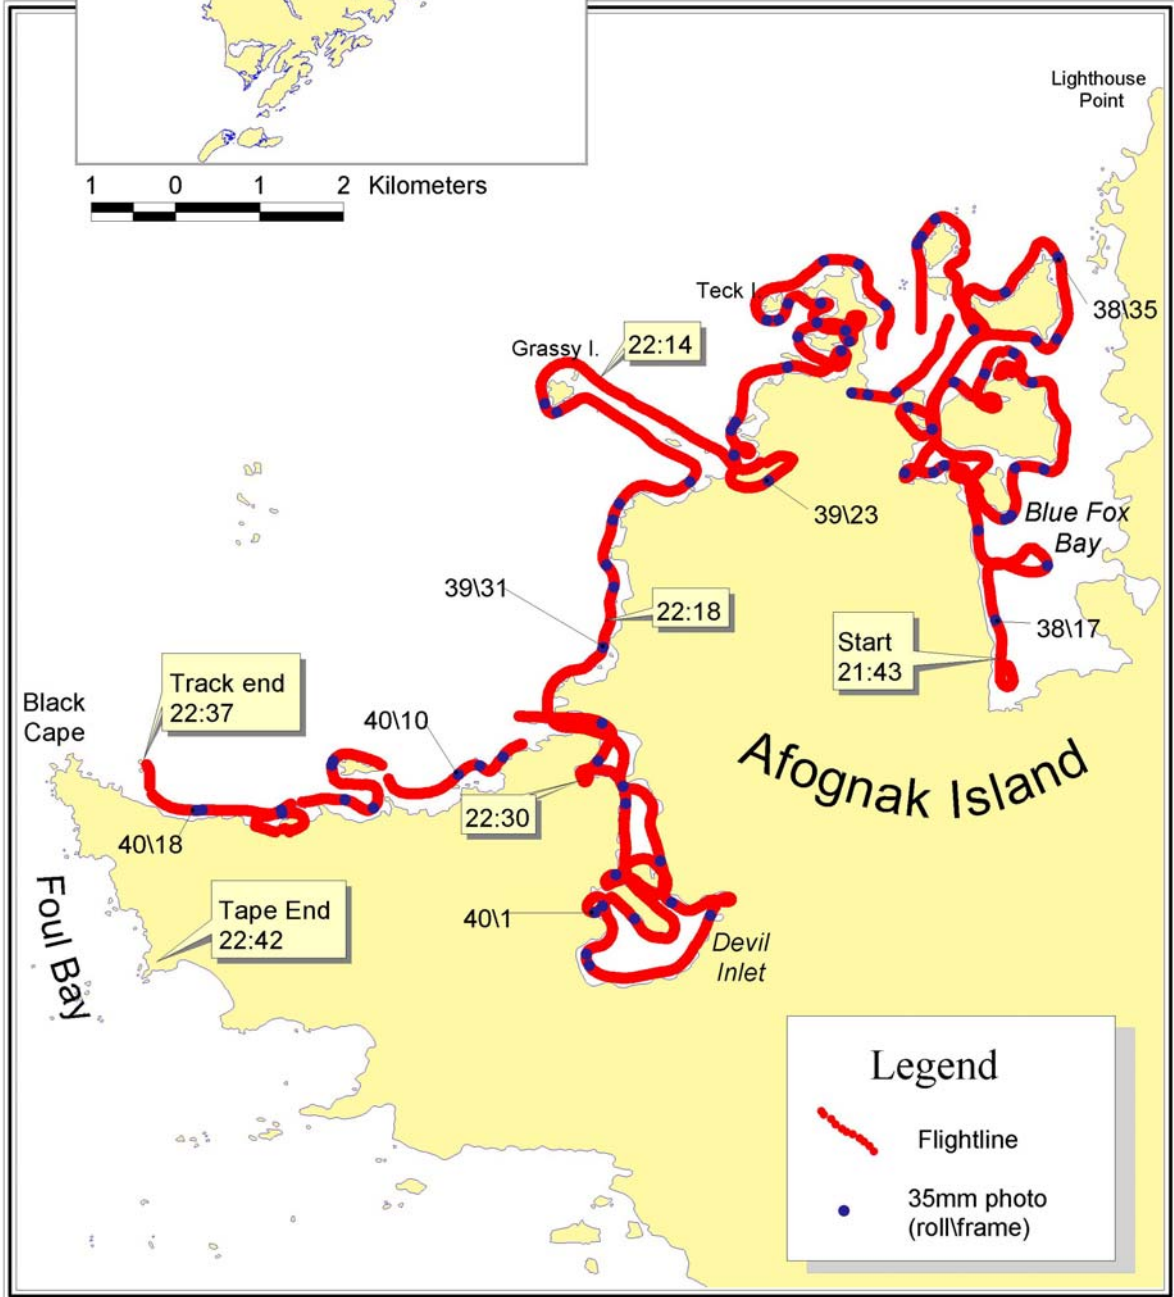 1 0 1 2 Kilometers
Lighthouse
Point
Teck I.
38\35
Grassy I.
22:14
39\23
Blue Fox
Bay
39\31
22:18
38\17
Start
21:43
Track end
22:37
Black
Cape
40\10
Afognak Island
22:30
40\18
Foul Bay
Tape End
22:42
40\1
Devil
Inlet
Legend
Flightline
35mm photo
(roll\frame)